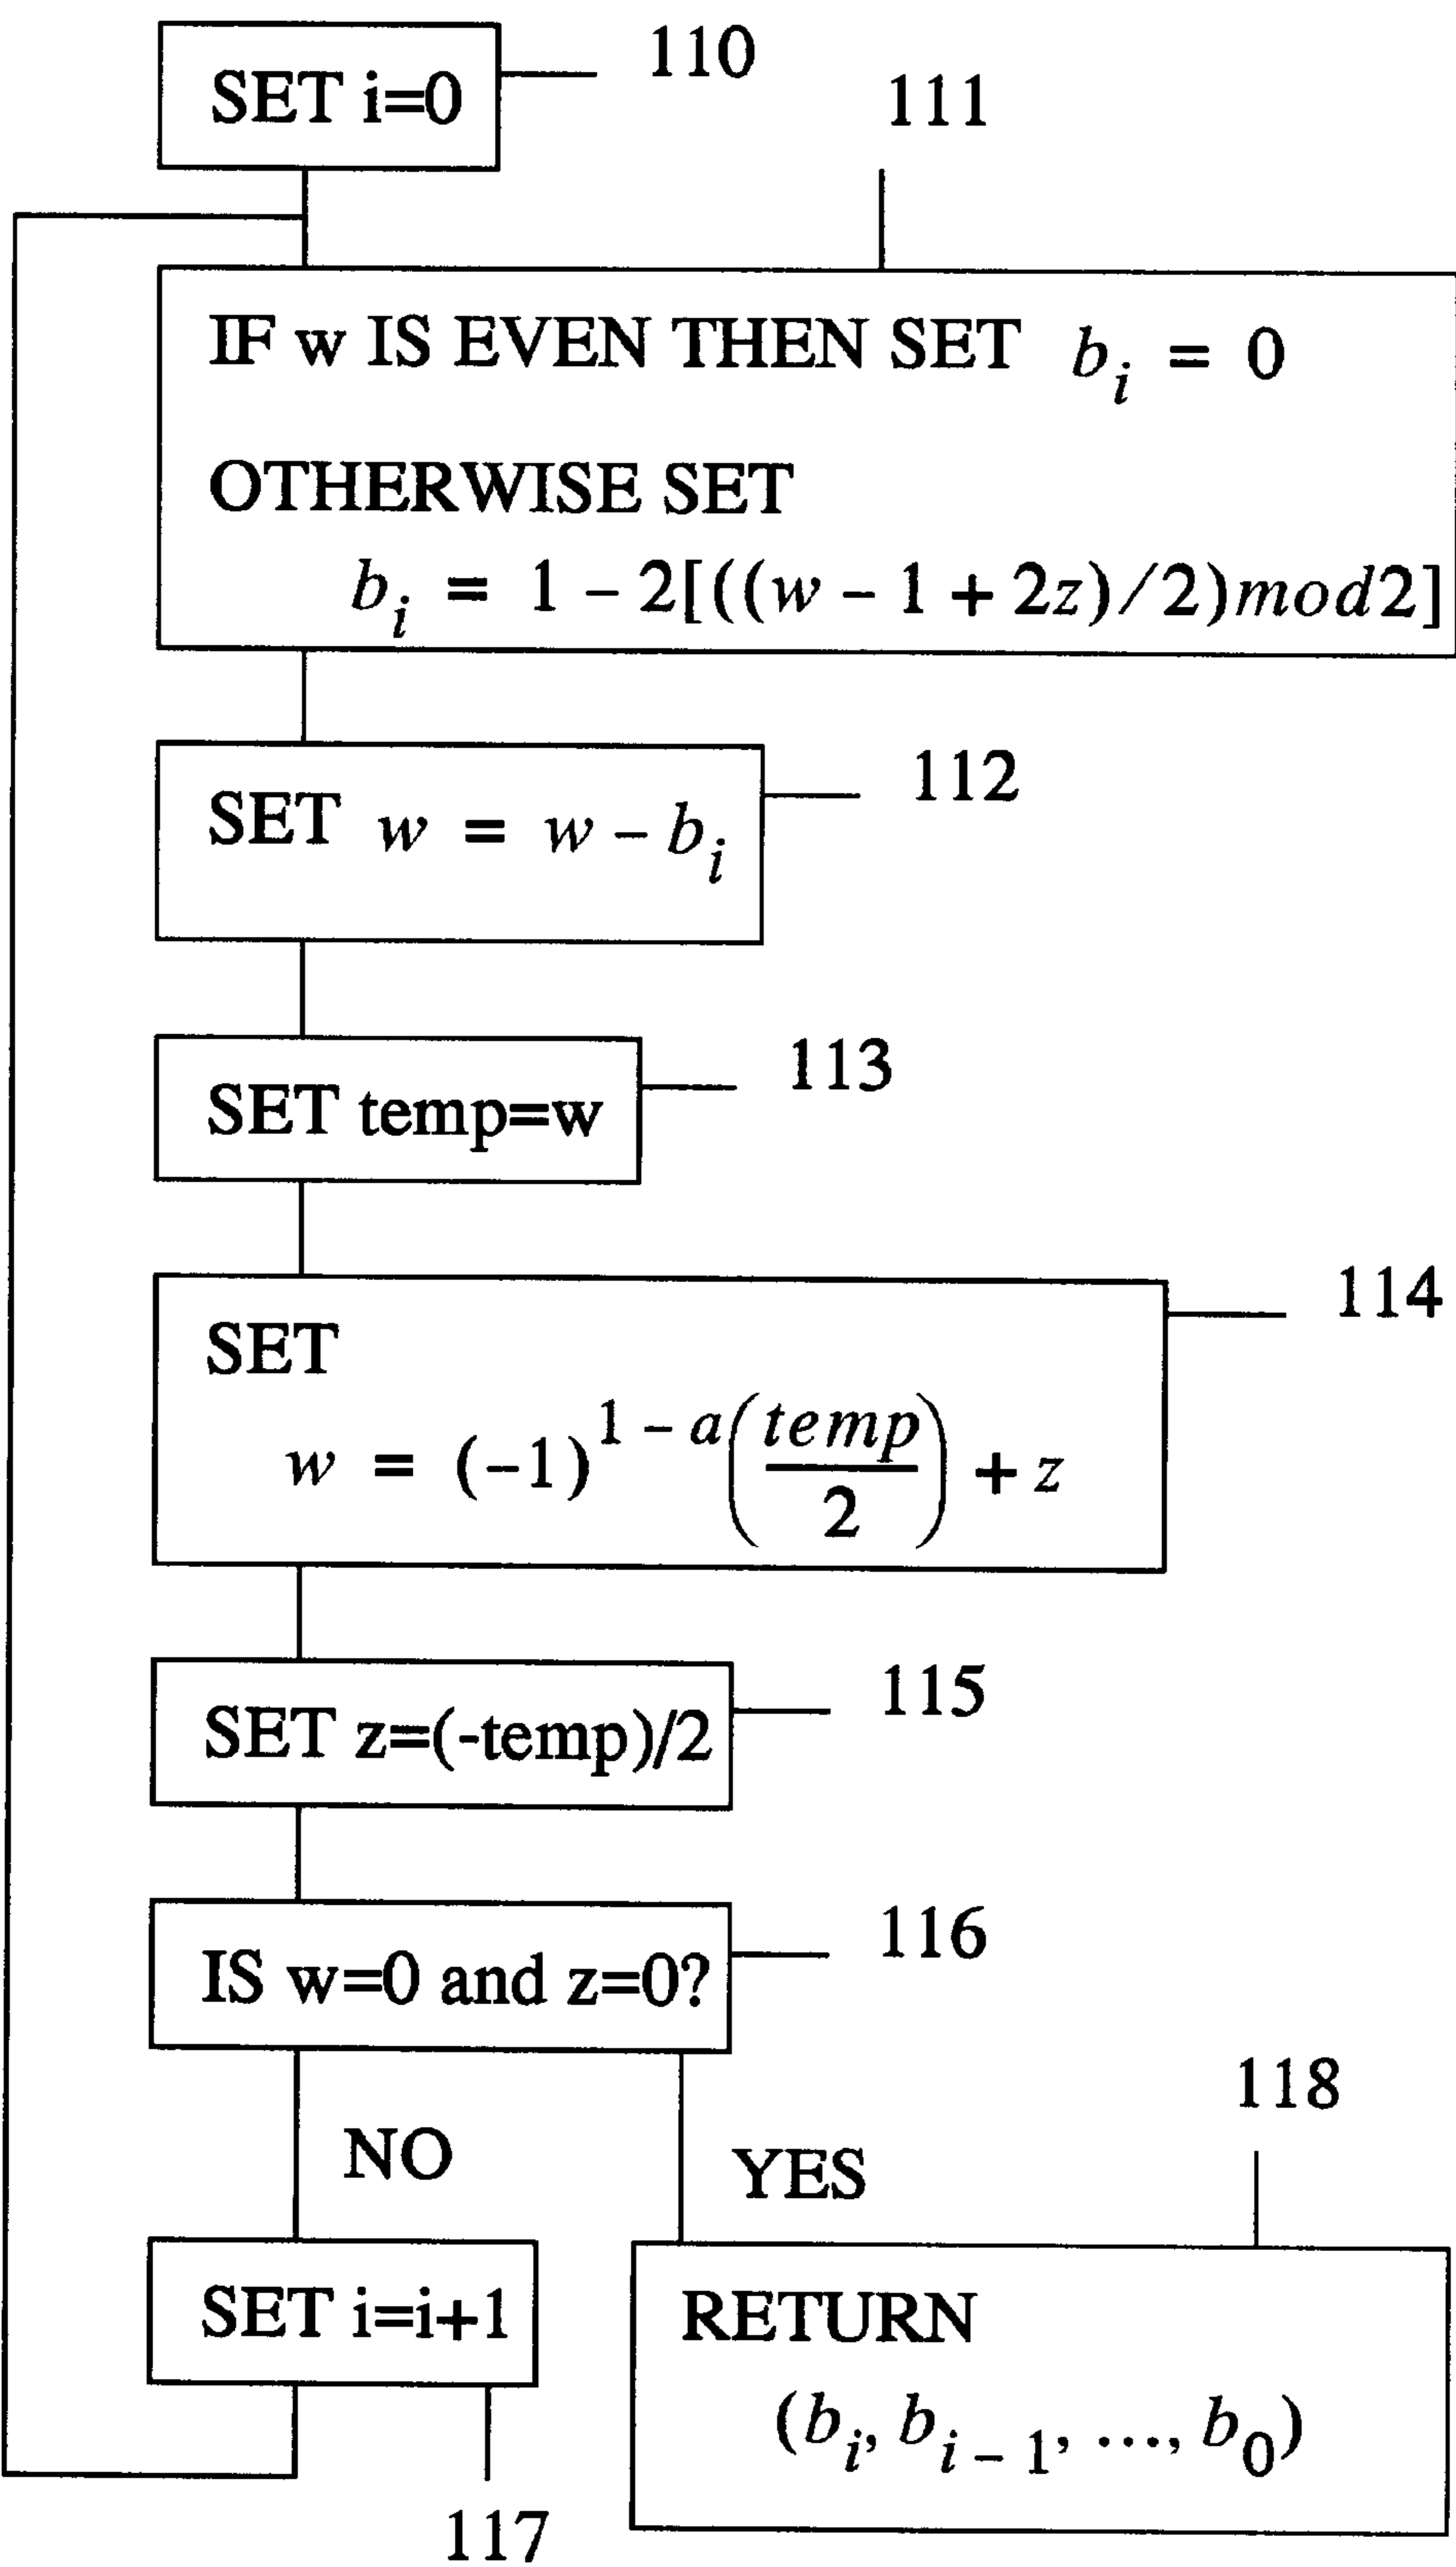 SET i=0
110
111
IF w IS EVEN THEN SET b_i = 0
OTHERWISE SET
b_i = 1 - 2[((w - 1 + 2z)/2)mod2]
SET w = w - b_i
112
SET temp=w
113
SET
114
w = (-1)^{1 - a}(temp/2) + z
SET z=(-temp)/2
115
IS w=0 and z=0?
116
NO
YES
118
SET i=i+1
RETURN
(b_i, b_{i - 1}, ..., b_0)
117